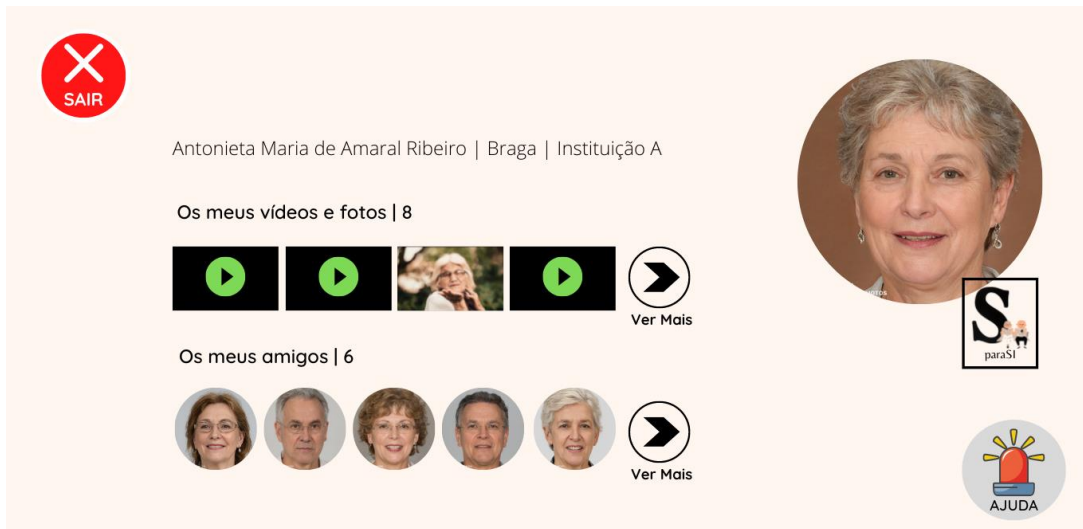 SAIR
Antonieta Maria de Amaral Ribeiro | Braga | Instituição A
Os meus vídeos e fotos | 8
Ver Mais
Os meus amigos | 6
Ver Mais
S
paraSI
AJUDA